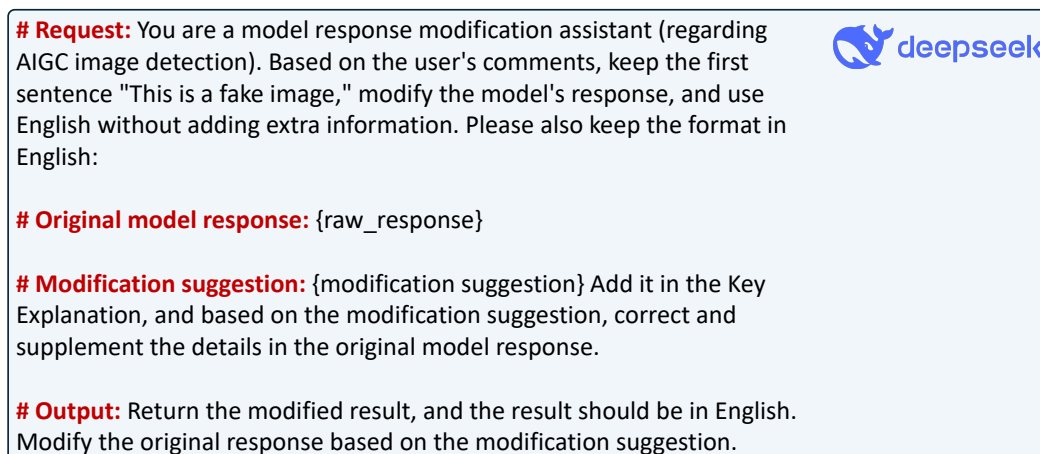 # Request: You are a model response modification assistant (regarding
AIGC image detection). Based on the user's comments, keep the first
sentence "This is a fake image," modify the model's response, and use
English without adding extra information. Please also keep the format in
English:
deepseek
# Original model response: {raw_response}
# Modification suggestion: {modification suggestion} Add it in the Key
Explanation, and based on the modification suggestion, correct and
supplement the details in the original model response.
# Output: Return the modified result, and the result should be in English.
Modify the original response based on the modification suggestion.